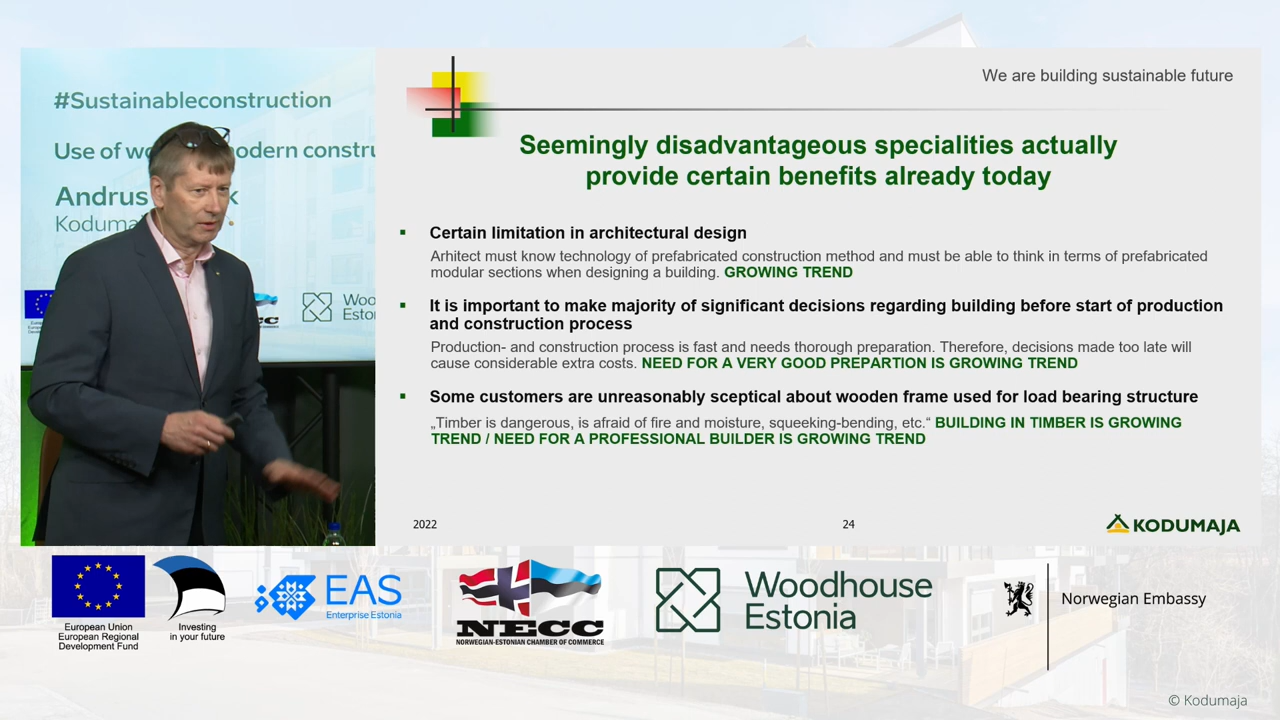 #Sustainableconstruction
Use of
modern constru
Andrus
k
Koduma
Woo
Estor
We are building sustainable future
Seemingly disadvantageous specialities actually
provide certain benefits already today
Certain limitation in architectural design
Arhitect must know technology of prefabricated construction method and must be able to think in terms of prefabricated
modular sections when designing a building. GROWING TREND
It is important to make majority of significant decisions regarding building before start of production
and construction process
Production- and construction process is fast and needs thorough preparation. Therefore, decisions made too late will
cause considerable extra costs. NEED FOR A VERY GOOD PREPARTION IS GROWING TREND
Some customers are unreasonably sceptical about wooden frame used for load bearing structure
„Timber is dangerous, is afraid of fire and moisture, squeeking-bending, etc.“ BUILDING IN TIMBER IS GROWING
TREND / NEED FOR A PROFESSIONAL BUILDER IS GROWING TREND
2022
24
KODUMAJA
European Union
European Regional
Development Fund
Investing
in your future
EAS
Enterprise Estonia
NECC
NORWEGIAN-ESTONIAN CHAMBER OF COMMERCE
Woodhouse
Estonia
Norwegian Embassy
© Kodumaja